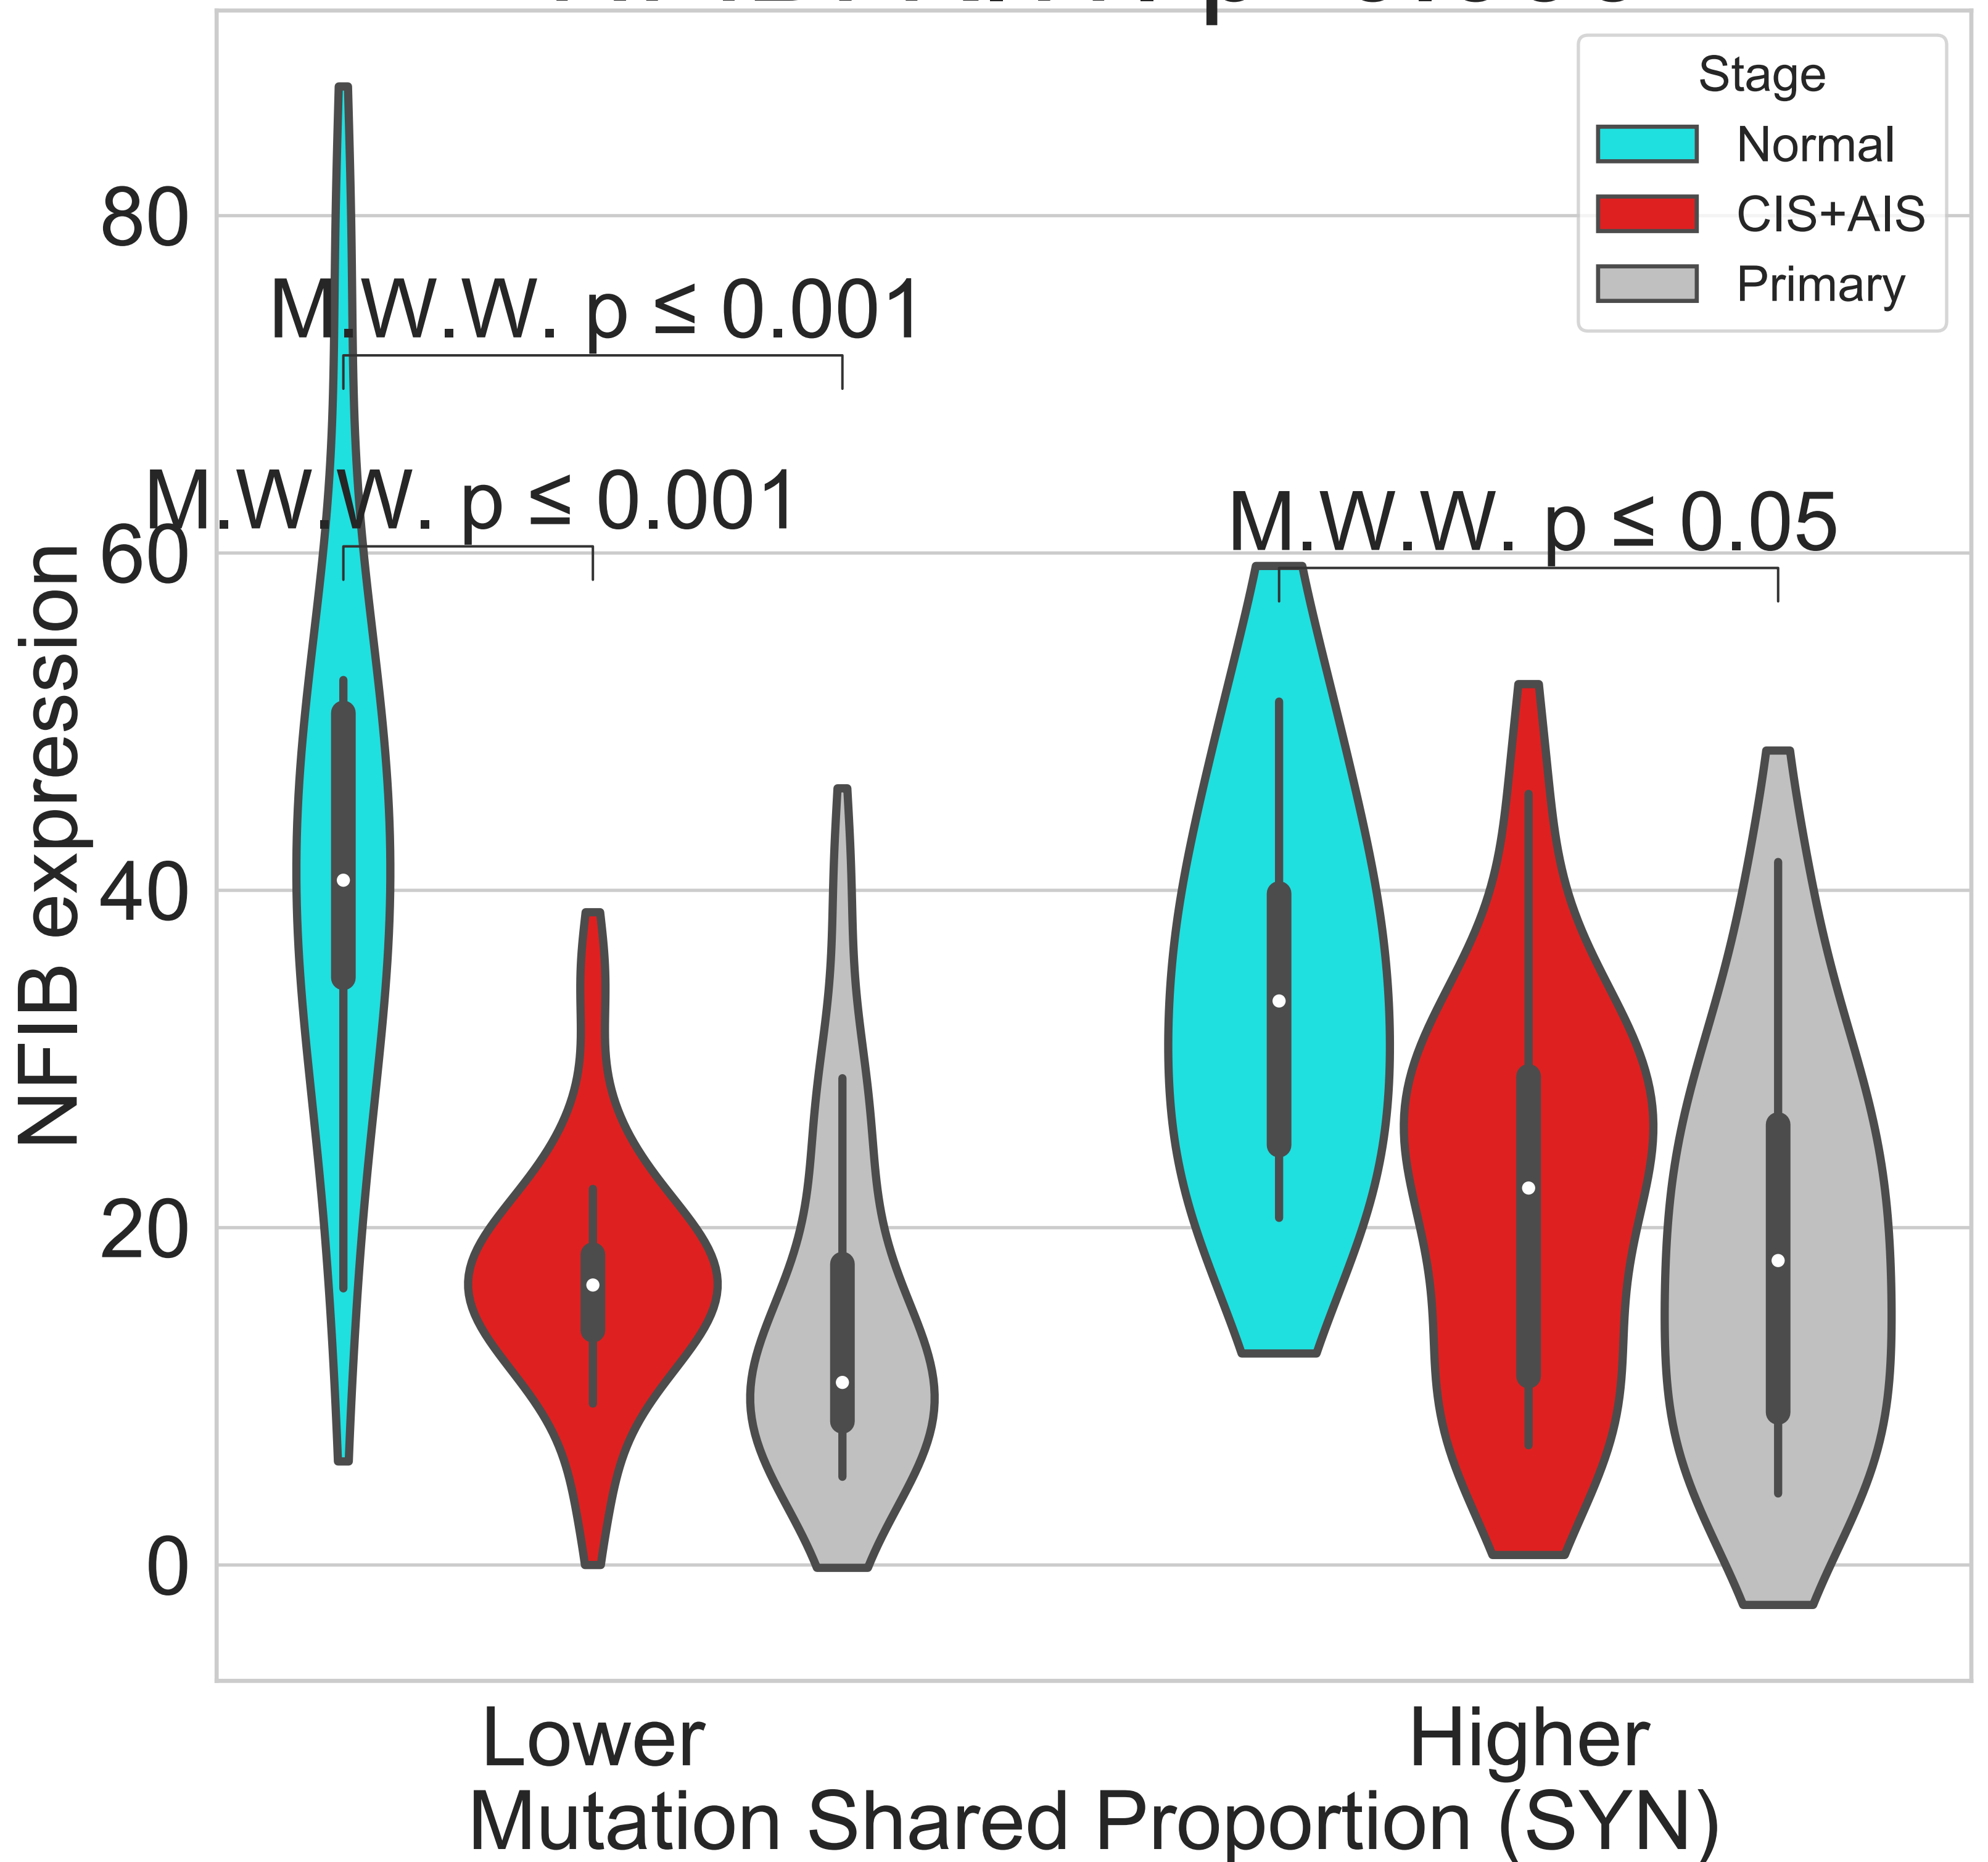 Stage
Normal
CIS+AIS
Primary
80
60
40
20
0
M.W.W. p ≤ 0.001
M.W.W. p ≤ 0.001
M.W.W. p ≤ 0.05
NFIB expression
Lower
Higher
Mutation Shared Proportion (SYN)